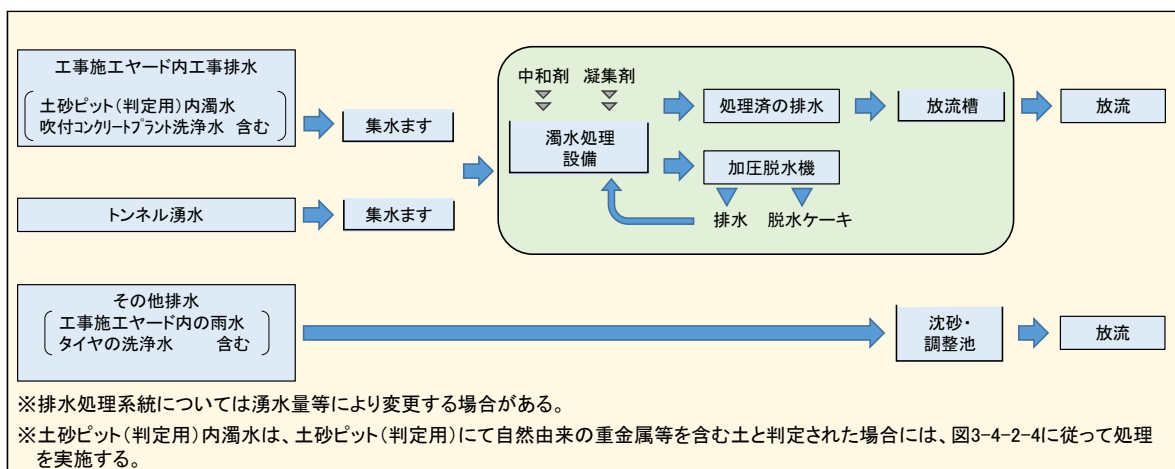 工事施工ヤード内工事排水
土砂ピット（判定用）内濁水
吹付コンクリートプラント洗浄水 含む
集水ます
トンネル湧水
集水ます
中和剤 凝集剤
濁水処理
設備
処理済の排水
放流槽
放流
加圧脱水機
排水 脱水ケーキ
その他排水
工事施工ヤード内の雨水
タイヤの洗浄水 含む
沈砂・
調整池
放流
※排水処理系統については湧水量等により変更する場合がある。
※土砂ピット（判定用）内濁水は、土砂ピット（判定用）にて自然由来の重金属等を含む土と判定された場合には、図3-4-2-4に従って処理
を実施する。